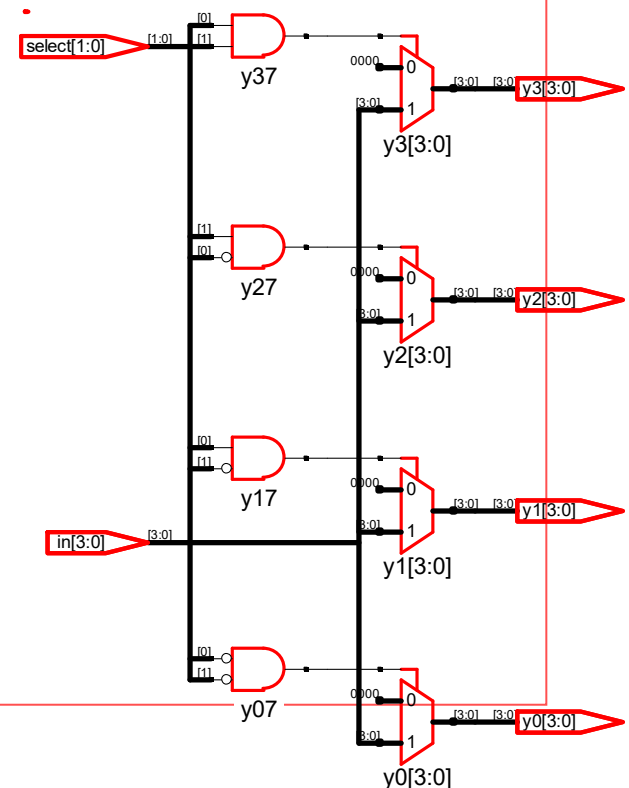 [0]
select[1:0] [1:0] [1]
0000 0
y37
[3:0] [3:0] y3[3:0]
[3:0] 1
y3[3:0]
[1]
[0]
0000 0
y27
[3:0] [3:0] y2[3:0]
[3:0] 1
y2[3:0]
[0]
[1]
0000 0
y17
[3:0] [3:0] y1[3:0]
in[3:0] [3:0]
[3:0] 1
y1[3:0]
[0]
[1]
0000 0
y07
[3:0] [3:0] y0[3:0]
[3:0] 1
y0[3:0]